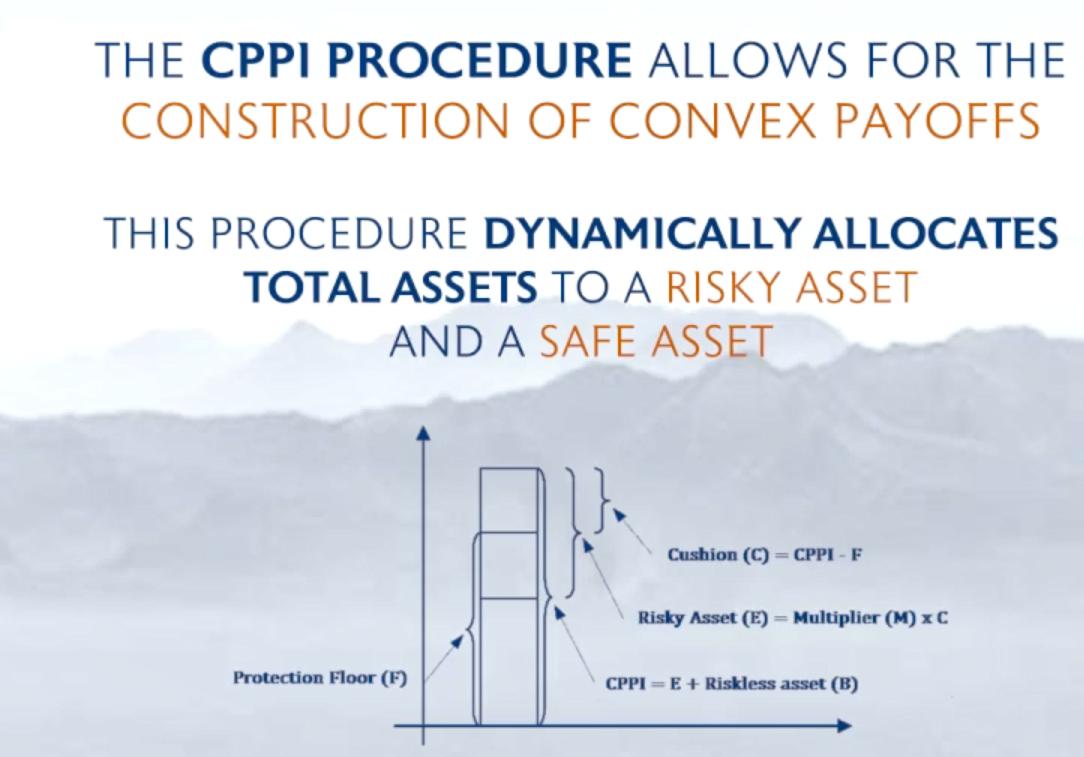 THE CPPI PROCEDURE ALLOWS FOR THE
CONSTRUCTION OF CONVEX PAYOFFS
THIS PROCEDURE DYNAMICALLY ALLOCATES
TOTAL ASSETS TO A RISKY ASSET
AND A SAFE ASSET
Cushion (C) = CPPI - F
Risky Asset (E) = Multiplier (M) x C
Protection Floor (F)
CPPI = E + Riskless asset (B)